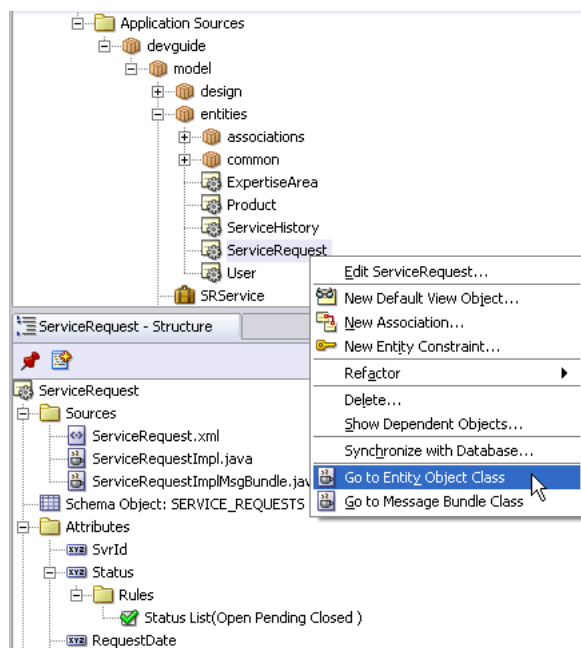 Application Sources
devguide
model
design
entities
associations
common
ExpertiseArea
Product
ServiceHistory
ServiceRequest
User
SRService
Edit ServiceRequest...
New Default View Object...
New Association...
New Entity Constraint...
Refactor
Delete...
Show Dependent Objects...
Synchronize with Database...
Go to Entity Object Class
Go to Message Bundle Class
ServiceRequest - Structure
ServiceRequest
Sources
ServiceRequest.xml
ServiceRequestImpl.java
ServiceRequestImplMsgBundle.jav
Schema Object: SERVICE_REQUESTS
Attributes
xyz SvrId
xyz Status
Rules
Status List(Open Pending Closed )
xyz RequestDate